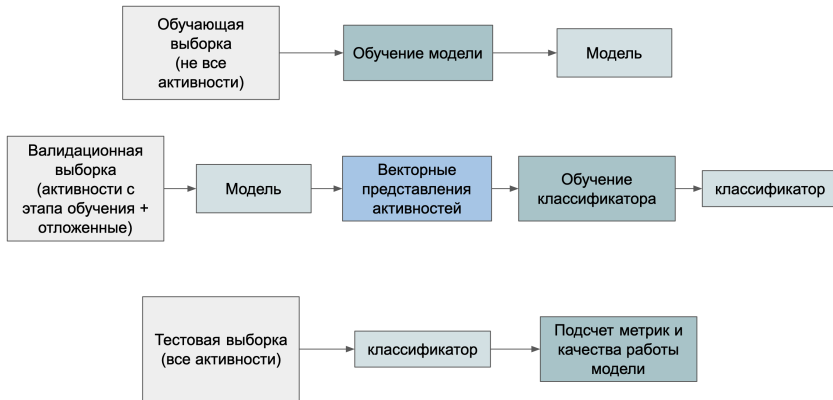 Обучающая
выборка
(не все
активности)
Обучение модели
Модель
Валидационная
выборка
(активности с
этапа обучения +
отложенные)
Модель
Векторные
представления
активностей
Обучение
классификатора
классификатор
Тестовая выборка
(все активности)
классификатор
Подсчет метрик и
качества работы
модели